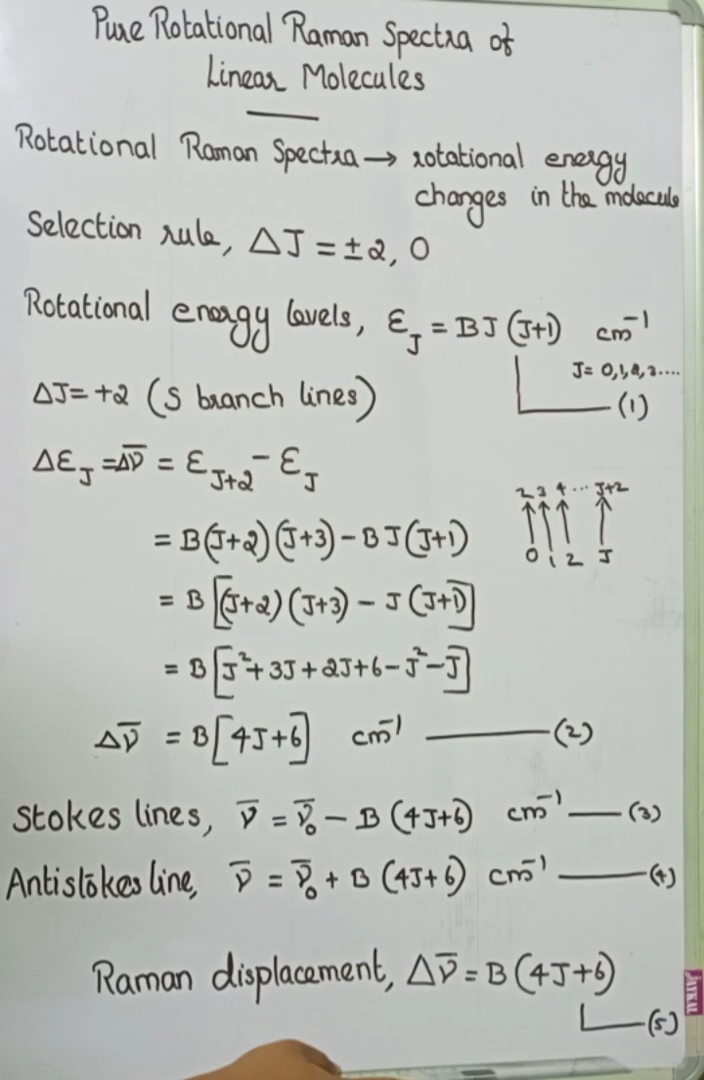 Pure Rotational Raman Spectra of
Linear Molecules
Rotational Raman Spectra → rotational energy
changes in the molecule
Selection rule, ΔJ = ±2, 0
Rotational energy levels, ε_J = BJ (J+1) cm⁻¹
J = 0,1,2,3....
(1)
ΔJ = +2 (S branch lines)
Δε_J = Δν̅ = ε_J+2 - ε_J
2 3 4 ... J+2
0 1 2 J
= B(J+2)(J+3) - BJ(J+1)
= B[(J+2)(J+3) - J(J+1)]
= B[J² + 3J + 2J + 6 - J² - J]
Δν̅ = B[4J+6] cm⁻¹ (2)
Stokes lines, ν̅ = ν̅₀ - B(4J+6) cm⁻¹ (3)
Antistokes line, ν̅ = ν̅₀ + B(4J+6) cm⁻¹ (4)
Raman displacement, Δν̅ = B(4J+6)
(5)